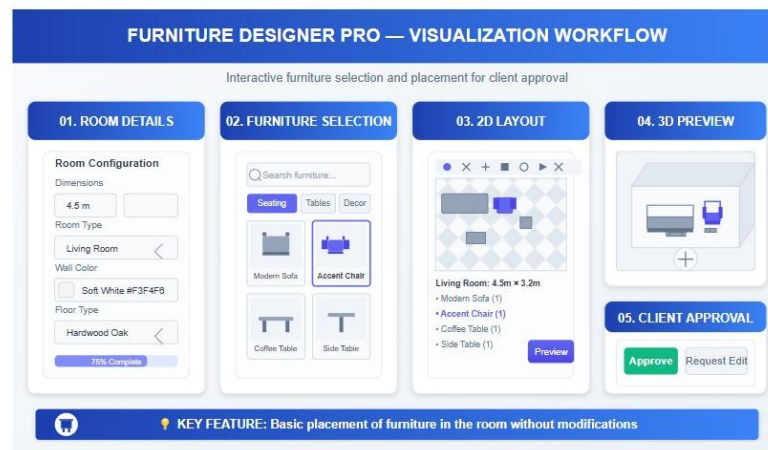 FURNITURE DESIGNER PRO — VISUALIZATION WORKFLOW
Interactive furniture selection and placement for client approval
01. ROOM DETAILS
Room Configuration
Dimensions
4.5 m
Room Type
Living Room
Wall Color
Soft White #F3F4F6
Floor Type
Hardwood Oak
75% Complete
02. FURNITURE SELECTION
Search furniture...
Seating Tables Decor
Modern Sofa Accent Chair
Coffee Table Side Table
03. 2D LAYOUT
Living Room: 4.5m × 3.2m
• Modern Sofa (1)
• Accent Chair (1)
• Coffee Table (1)
• Side Table (1)
Preview
04. 3D PREVIEW
05. CLIENT APPROVAL
Approve Request Edit
💡 KEY FEATURE: Basic placement of furniture in the room without modifications